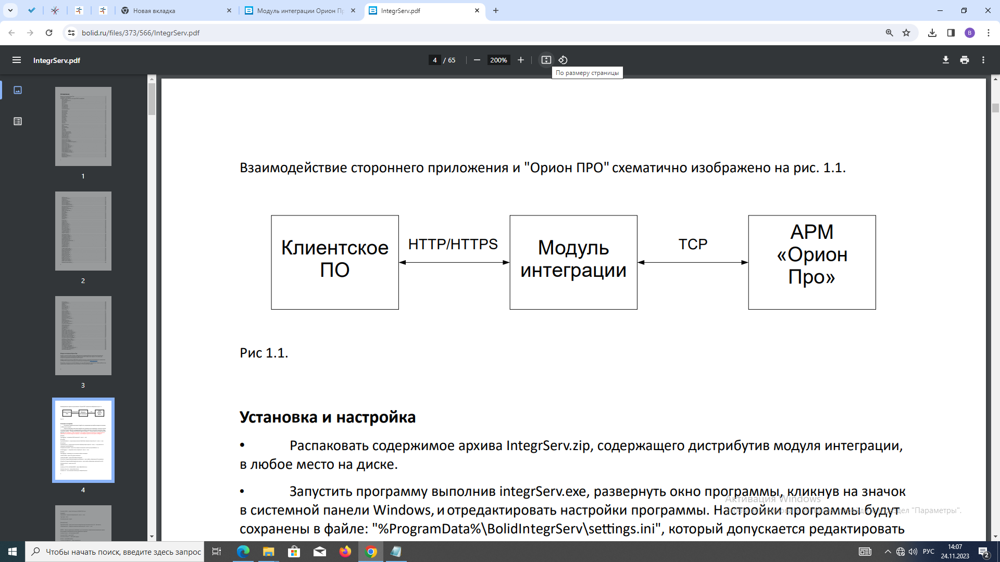 Новая вкладка
Модуль интеграции Орион П
IntegrServ.pdf
bolid.ru/files/373/566/IntegrServ.pdf
B
IntegrServ.pdf
4 / 65
200%
По размеру страницы
1
2
3
4
Взаимодействие стороннего приложения и "Орион ПРО" схематично изображено на рис. 1.1.
Клиентское
ПО
HTTP/HTTPS
Модуль
интеграции
TCP
АРМ
«Орион
Про»
Рис 1.1.
Установка и настройка
• Распаковать содержимое архива IntegrServ.zip, содержащего дистрибутив модуля интеграции,
в любое место на диске.
• Запустить программу выполнив integrServ.exe, развернуть окно программы, кликнув на значок
в системной панели Windows, и отредактировать настройки программы. Настройки программы будут
сохранены в файле: "%ProgramData%\BolidIntegrServ\settings.ini", который допускается редактировать
Активация Windows
раздел "Параметры".
Чтобы начать поиск, введите здесь запрос
РУС
14:07
24.11.2023
2